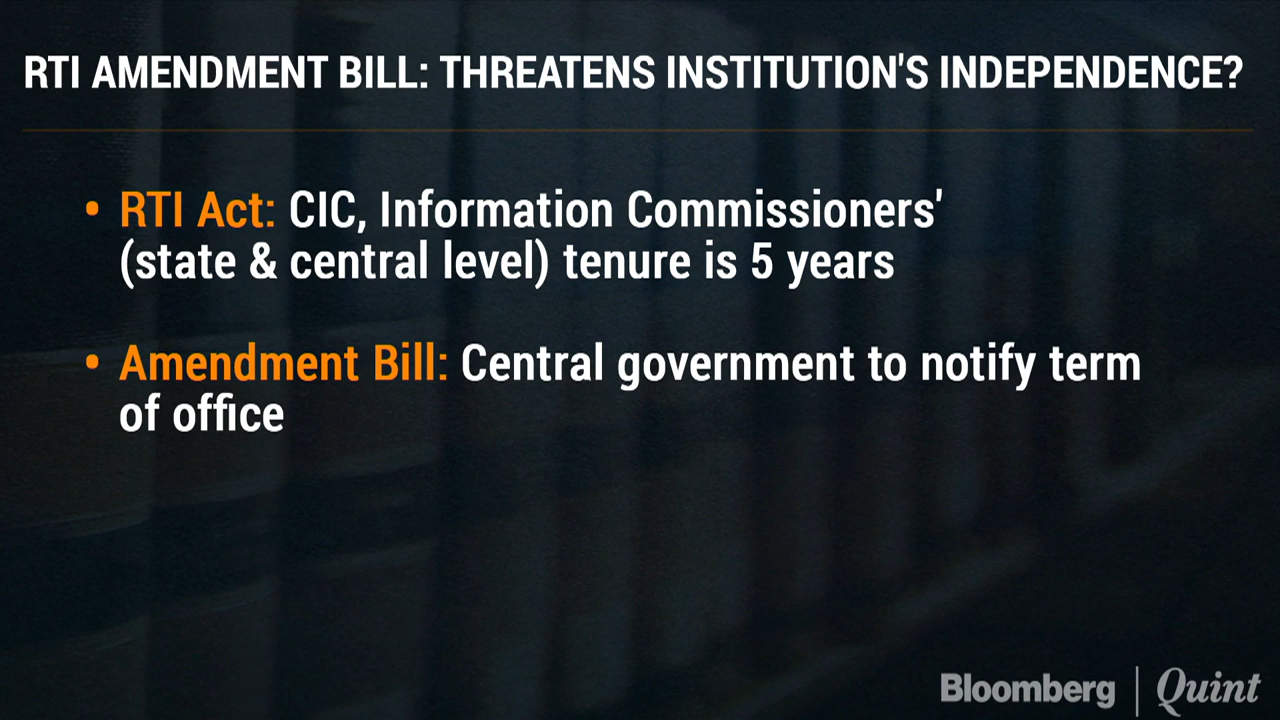 RTI AMENDMENT BILL: THREATENS INSTITUTION'S INDEPENDENCE?
• RTI Act: CIC, Information Commissioners'
(state & central level) tenure is 5 years
• Amendment Bill: Central government to notify term
of office
Bloomberg | Quint